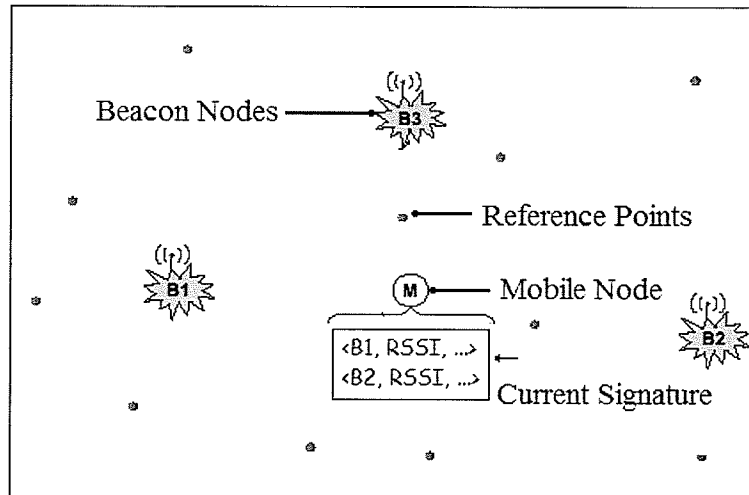 Beacon Nodes
B3
Reference Points
B1
M
Mobile Node
B2
<B1, RSSI, ...>
<B2, RSSI, ...>
Current Signature